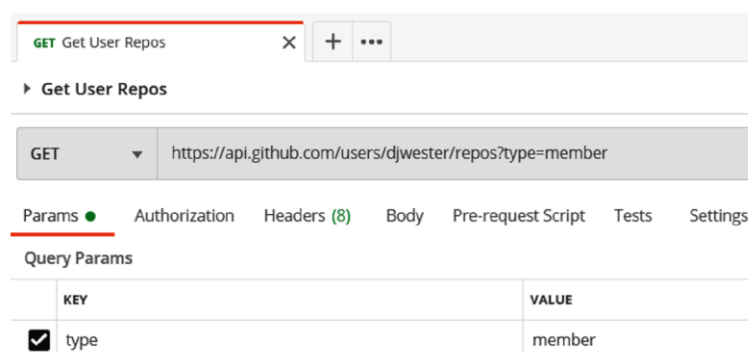 GET Get User Repos
Get User Repos
GET https://api.github.com/users/djwester/repos?type=member
Params Authorization Headers (8) Body Pre-request Script Tests Settings
Query Params
KEY VALUE
type member